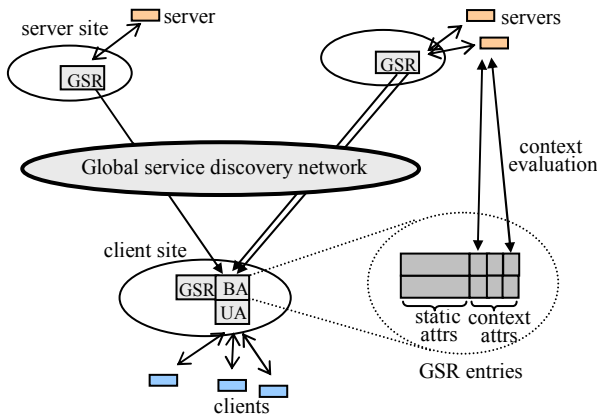 server site
server
servers
GSR
GSR
Global service discovery network
context
evaluation
client site
GSR
BA
UA
static
attrs
context
attrs
GSR entries
clients